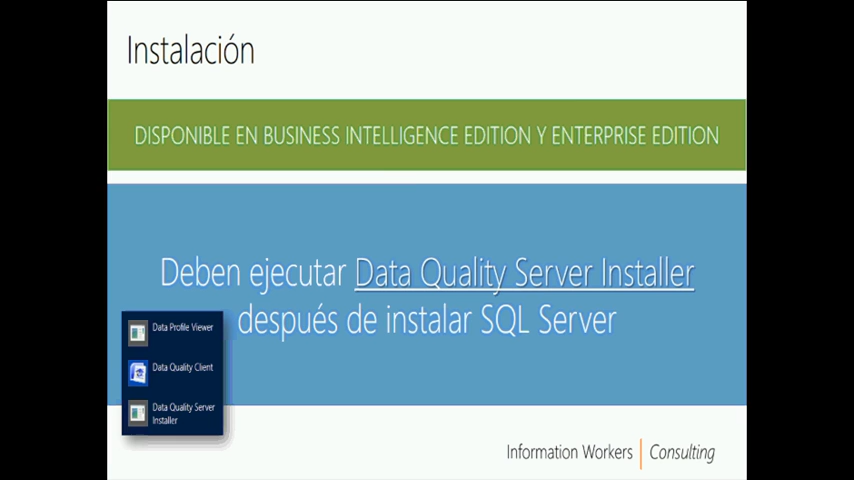 Instalación
DISPONIBLE EN BUSINESS INTELLIGENCE EDITION Y ENTERPRISE EDITION
Deben ejecutar Data Quality Server Installer
después de instalar SQL Server
Data Profile Viewer
Data Quality Client
Data Quality Server
Installer
Information Workers | Consulting